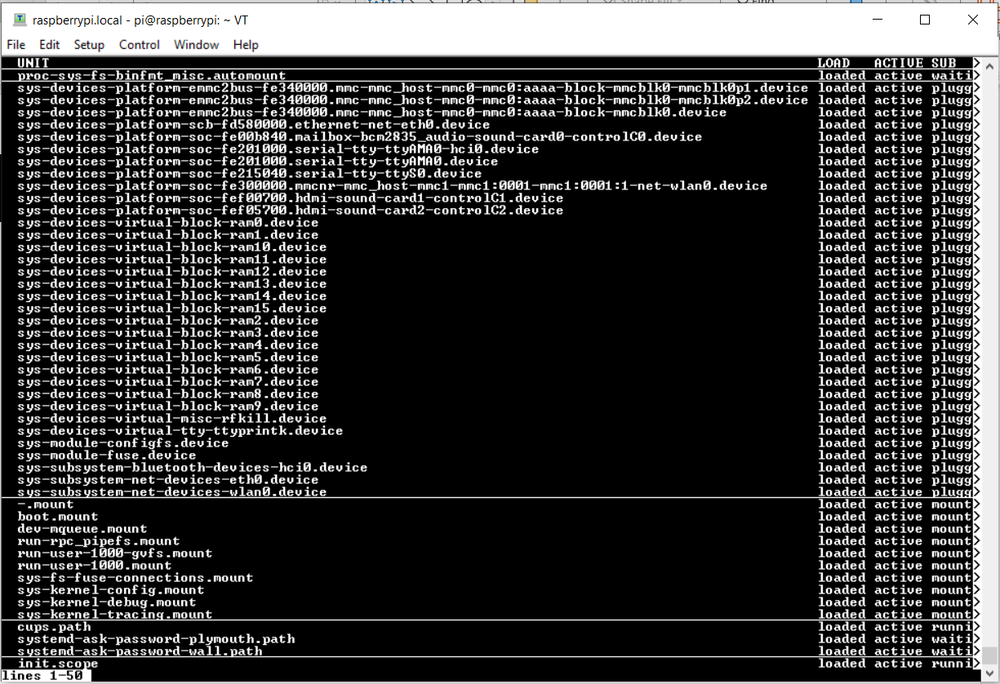 raspberrypi.local - pi@raspberrypi: ~ VT
File Edit Setup Control Window Help
UNIT LOAD ACTIVE SUB >
proc-sys-fs-binfmt_misc.automount loaded active waiti>
sys-devices-platform-emmc2bus-fe340000.mmc-mmc_host-mmc0-mmc0:aaaa-block-mmcblk0-mmcblk0p1.device loaded active plugg>
sys-devices-platform-emmc2bus-fe340000.mmc-mmc_host-mmc0-mmc0:aaaa-block-mmcblk0-mmcblk0p2.device loaded active plugg>
sys-devices-platform-emmc2bus-fe340000.mmc-mmc_host-mmc0-mmc0:aaaa-block-mmcblk0.device loaded active plugg>
sys-devices-platform-scb-fd580000.ethernet-net-eth0.device loaded active plugg>
sys-devices-platform-soc-fe00b840.mailbox-bcm2835_audio-sound-card0-controlC0.device loaded active plugg>
sys-devices-platform-soc-fe201000.serial-tty-ttyAMA0-hci0.device loaded active plugg>
sys-devices-platform-soc-fe201000.serial-tty-ttyAMA0.device loaded active plugg>
sys-devices-platform-soc-fe215040.serial-tty-ttyS0.device loaded active plugg>
sys-devices-platform-soc-fe300000.mmcnr-mmc_host-mmc1-mmc1:0001-mmc1:0001:1-net-wlan0.device loaded active plugg>
sys-devices-platform-soc-fef00700.hdmi-sound-card1-controlC1.device loaded active plugg>
sys-devices-platform-soc-fef05700.hdmi-sound-card2-controlC2.device loaded active plugg>
sys-devices-virtual-block-ram0.device loaded active plugg>
sys-devices-virtual-block-ram1.device loaded active plugg>
sys-devices-virtual-block-ram10.device loaded active plugg>
sys-devices-virtual-block-ram11.device loaded active plugg>
sys-devices-virtual-block-ram12.device loaded active plugg>
sys-devices-virtual-block-ram13.device loaded active plugg>
sys-devices-virtual-block-ram14.device loaded active plugg>
sys-devices-virtual-block-ram15.device loaded active plugg>
sys-devices-virtual-block-ram2.device loaded active plugg>
sys-devices-virtual-block-ram3.device loaded active plugg>
sys-devices-virtual-block-ram4.device loaded active plugg>
sys-devices-virtual-block-ram5.device loaded active plugg>
sys-devices-virtual-block-ram6.device loaded active plugg>
sys-devices-virtual-block-ram7.device loaded active plugg>
sys-devices-virtual-block-ram8.device loaded active plugg>
sys-devices-virtual-block-ram9.device loaded active plugg>
sys-devices-virtual-misc-rfkill.device loaded active plugg>
sys-devices-virtual-tty-ttyprintk.device loaded active plugg>
sys-module-configfs.device loaded active plugg>
sys-module-fuse.device loaded active plugg>
sys-subsystem-bluetooth-devices-hci0.device loaded active plugg>
sys-subsystem-net-devices-eth0.device loaded active plugg>
sys-subsystem-net-devices-wlan0.device loaded active plugg>
-.mount loaded active mount>
boot.mount loaded active mount>
dev-mqueue.mount loaded active mount>
run-rpc_pipefs.mount loaded active mount>
run-user-1000-gvfs.mount loaded active mount>
run-user-1000.mount loaded active mount>
sys-fs-fuse-connections.mount loaded active mount>
sys-kernel-config.mount loaded active mount>
sys-kernel-debug.mount loaded active mount>
sys-kernel-tracing.mount loaded active mount>
cups.path loaded active runni>
systemd-ask-password-plymouth.path loaded active waiti>
systemd-ask-password-wall.path loaded active waiti>
init.scope loaded active runni>
lines 1-50